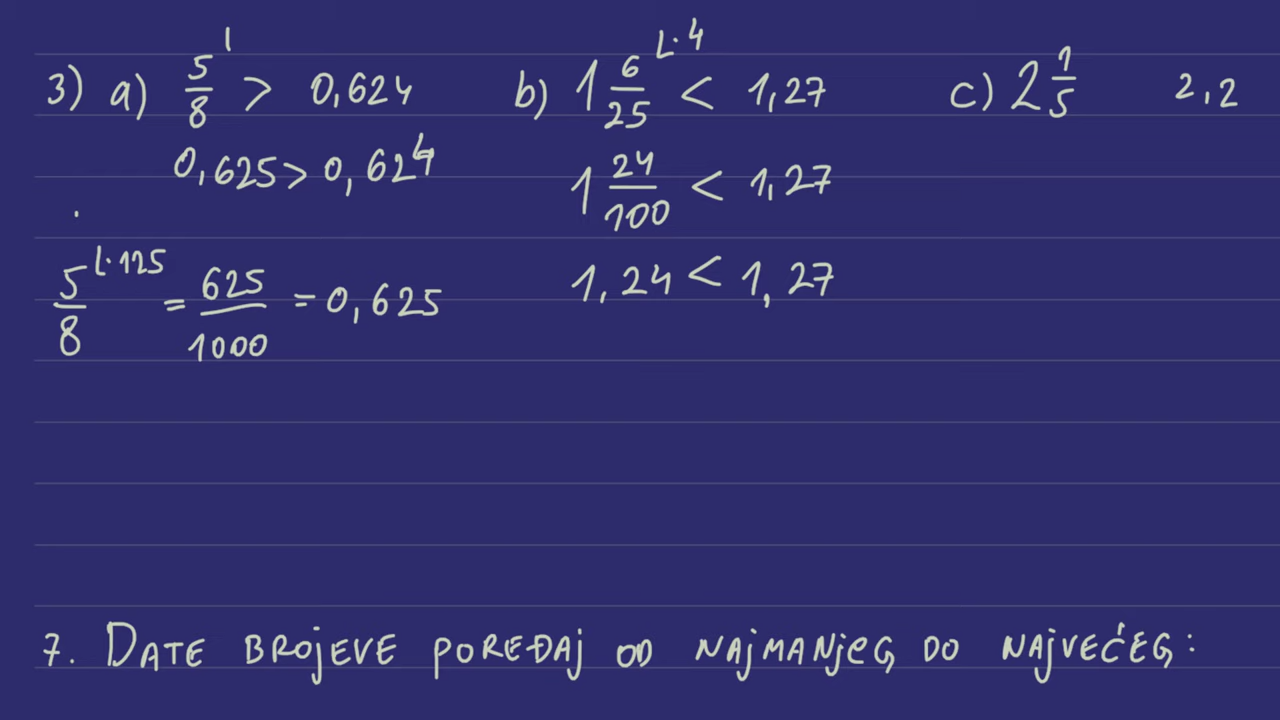 3) a) 5/8 > 0,624 b) 1 6/25 L·4 < 1,27 c) 2 1/5 2,2
0,625 > 0,624 1 24/100 < 1,27
5/8 L·125 = 625/1000 = 0,625 1,24 < 1,27
7. DATE BROJEVE POREĐAJ OD NAJMANJEG DO NAJVEĆEG: